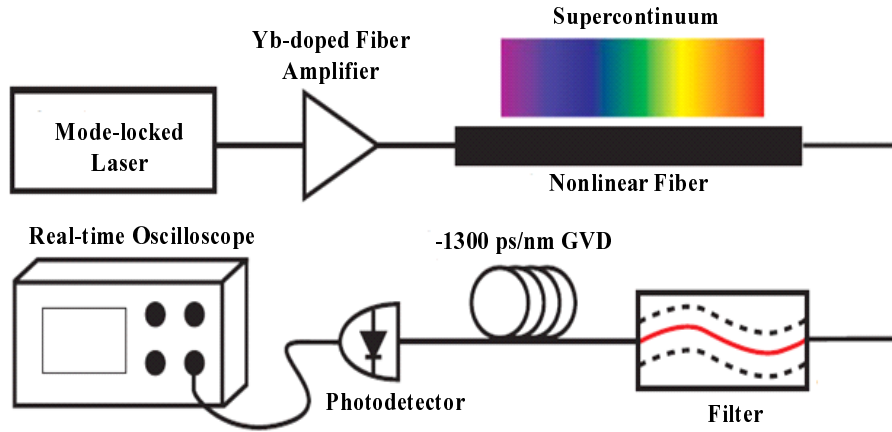 Supercontinuum
Yb-doped Fiber
Amplifier
Mode-locked
Laser
Nonlinear Fiber
Real-time Oscilloscope
-1300 ps/nm GVD
Photodetector
Filter